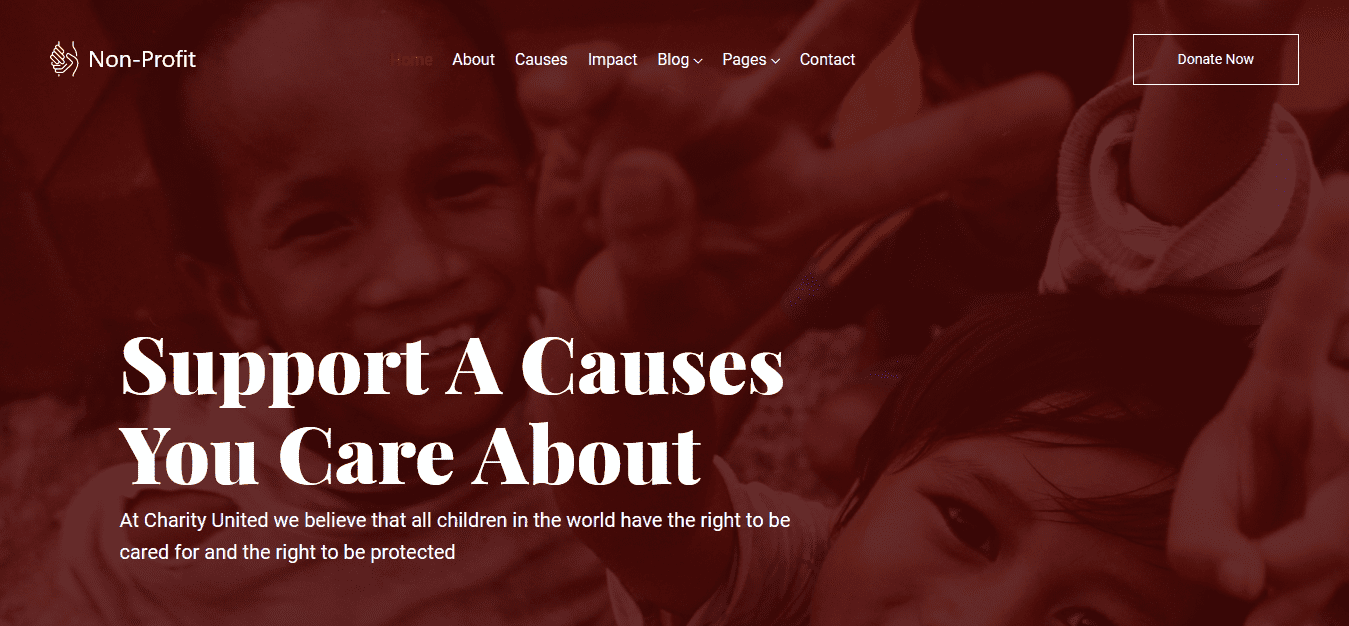 Non-Profit
Home About Causes Impact Blog Pages Contact
Donate Now
Support A Causes
You Care About
At Charity United we believe that all children in the world have the right to be
cared for and the right to be protected